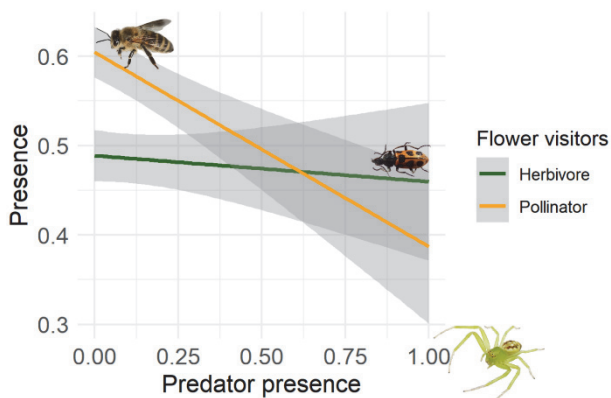 0.6
0.5
0.4
0.3
Presence
0.00 0.25 0.50 0.75 1.00
Predator presence
Flower visitors
Herbivore
Pollinator